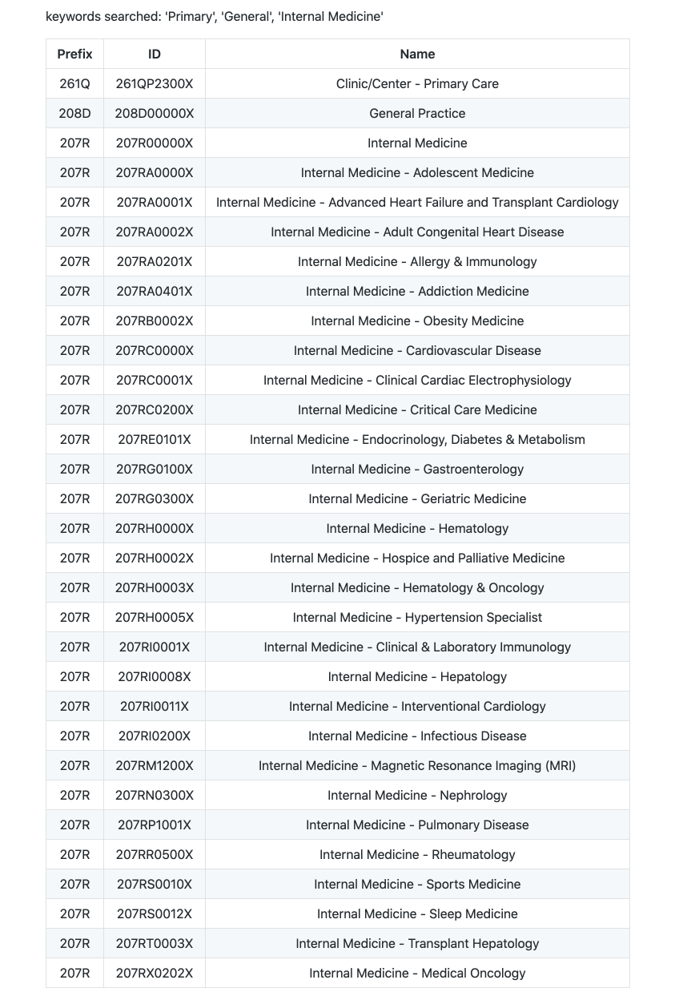 keywords searched: 'Primary', 'General', 'Internal Medicine'
Prefix ID Name
261Q 261QP2300X Clinic/Center - Primary Care
208D 208D00000X General Practice
207R 207R00000X Internal Medicine
207R 207RA0000X Internal Medicine - Adolescent Medicine
207R 207RA0001X Internal Medicine - Advanced Heart Failure and Transplant Cardiology
207R 207RA0002X Internal Medicine - Adult Congenital Heart Disease
207R 207RA0201X Internal Medicine - Allergy & Immunology
207R 207RA0401X Internal Medicine - Addiction Medicine
207R 207RB0002X Internal Medicine - Obesity Medicine
207R 207RC0000X Internal Medicine - Cardiovascular Disease
207R 207RC0001X Internal Medicine - Clinical Cardiac Electrophysiology
207R 207RC0200X Internal Medicine - Critical Care Medicine
207R 207RE0101X Internal Medicine - Endocrinology, Diabetes & Metabolism
207R 207RG0100X Internal Medicine - Gastroenterology
207R 207RG0300X Internal Medicine - Geriatric Medicine
207R 207RH0000X Internal Medicine - Hematology
207R 207RH0002X Internal Medicine - Hospice and Palliative Medicine
207R 207RH0003X Internal Medicine - Hematology & Oncology
207R 207RH0005X Internal Medicine - Hypertension Specialist
207R 207RI0001X Internal Medicine - Clinical & Laboratory Immunology
207R 207RI0008X Internal Medicine - Hepatology
207R 207RI0011X Internal Medicine - Interventional Cardiology
207R 207RI0200X Internal Medicine - Infectious Disease
207R 207RM1200X Internal Medicine - Magnetic Resonance Imaging (MRI)
207R 207RN0300X Internal Medicine - Nephrology
207R 207RP1001X Internal Medicine - Pulmonary Disease
207R 207RR0500X Internal Medicine - Rheumatology
207R 207RS0010X Internal Medicine - Sports Medicine
207R 207RS0012X Internal Medicine - Sleep Medicine
207R 207RT0003X Internal Medicine - Transplant Hepatology
207R 207RX0202X Internal Medicine - Medical Oncology